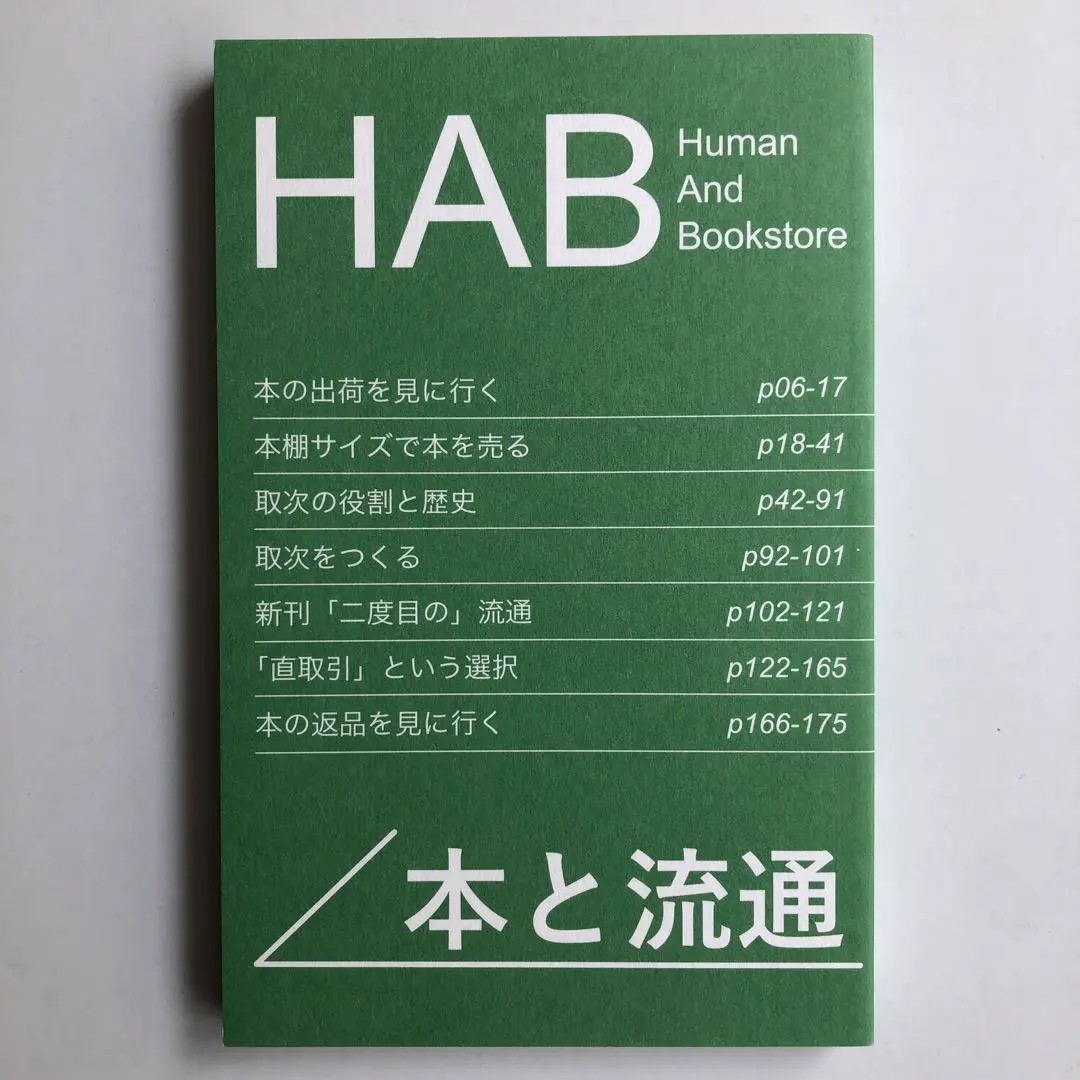 HAB
Human
And
Bookstore
本の出荷を見に行く p06-17
本棚サイズで本を売る p18-41
取次の役割と歴史 p42-91
取次をつくる p92-101
新刊「二度目の」流通 p102-121
「直取引」という選択 p122-165
本の返品を見に行く p166-175
本と流通